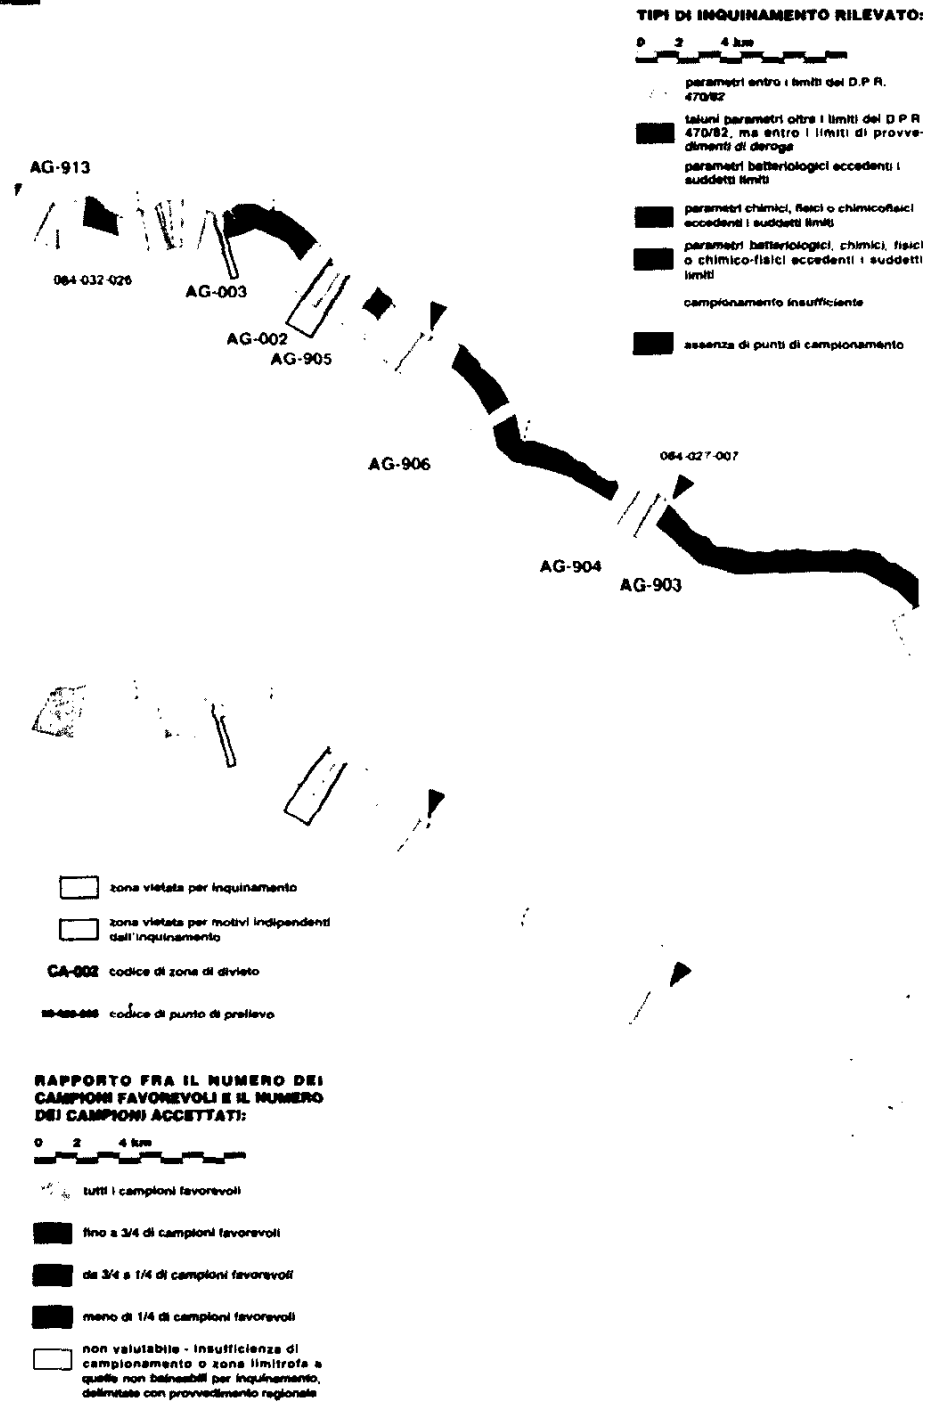 TIPI DI INQUINAMENTO RILEVATO:
0 2 4 km
parametri entro i limiti del D.P.R.
470/82
taluni parametri oltre i limiti del D P R
470/82, ma entro i limiti di provve-
dimenti di deroga
parametri batteriologici eccedenti i
suddetti limiti
parametri chimici, fisici o chimicofisici
eccedenti i suddetti limiti
parametri batteriologici, chimici, fisici
o chimico-fisici eccedenti i suddetti
limiti
campionamento insufficiente
assenza di punti di campionamento
AG-913
084-032-026
AG-003
AG-002
AG-905
AG-906
084-027-007
AG-904
AG-903
zona vietata per inquinamento
zona vietata per motivi indipendenti
dall'inquinamento
CA-002 codice di zona di divieto
codice di punto di prelievo
RAPPORTO FRA IL NUMERO DEI
CAMPIONI FAVOREVOLI E IL NUMERO
DEI CAMPIONI ACCETTATI:
0 2 4 km
tutti i campioni favorevoli
fino a 3/4 di campioni favorevoli
da 3/4 a 1/4 di campioni favorevoli
meno di 1/4 di campioni favorevoli
non valutabile - insufficienza di
campionamento o zona limitrofa a
quelle non balneabili per inquinamento,
delimitate con provvedimento regionale